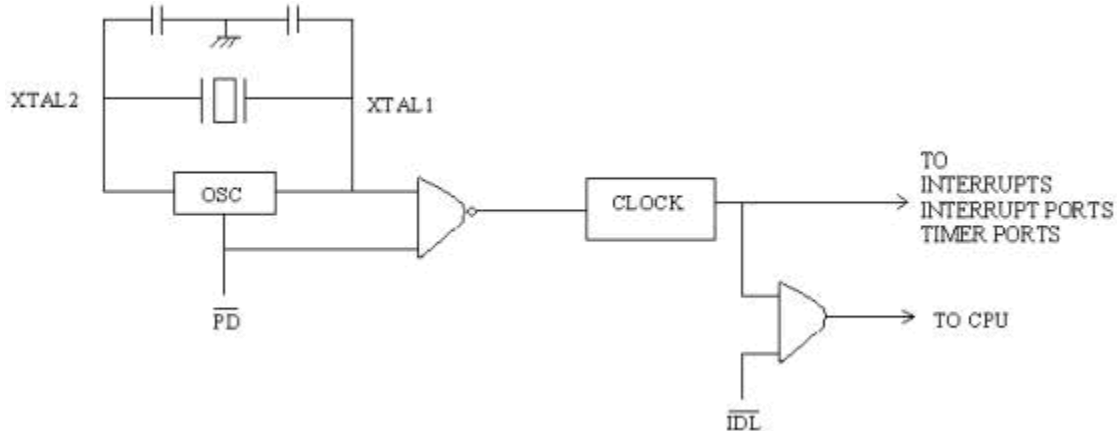 XTAL2
XTAL1
OSC
CLOCK
TO
INTERRUPTS
INTERRUPT PORTS
TIMER PORTS
PD
TO CPU
IDL